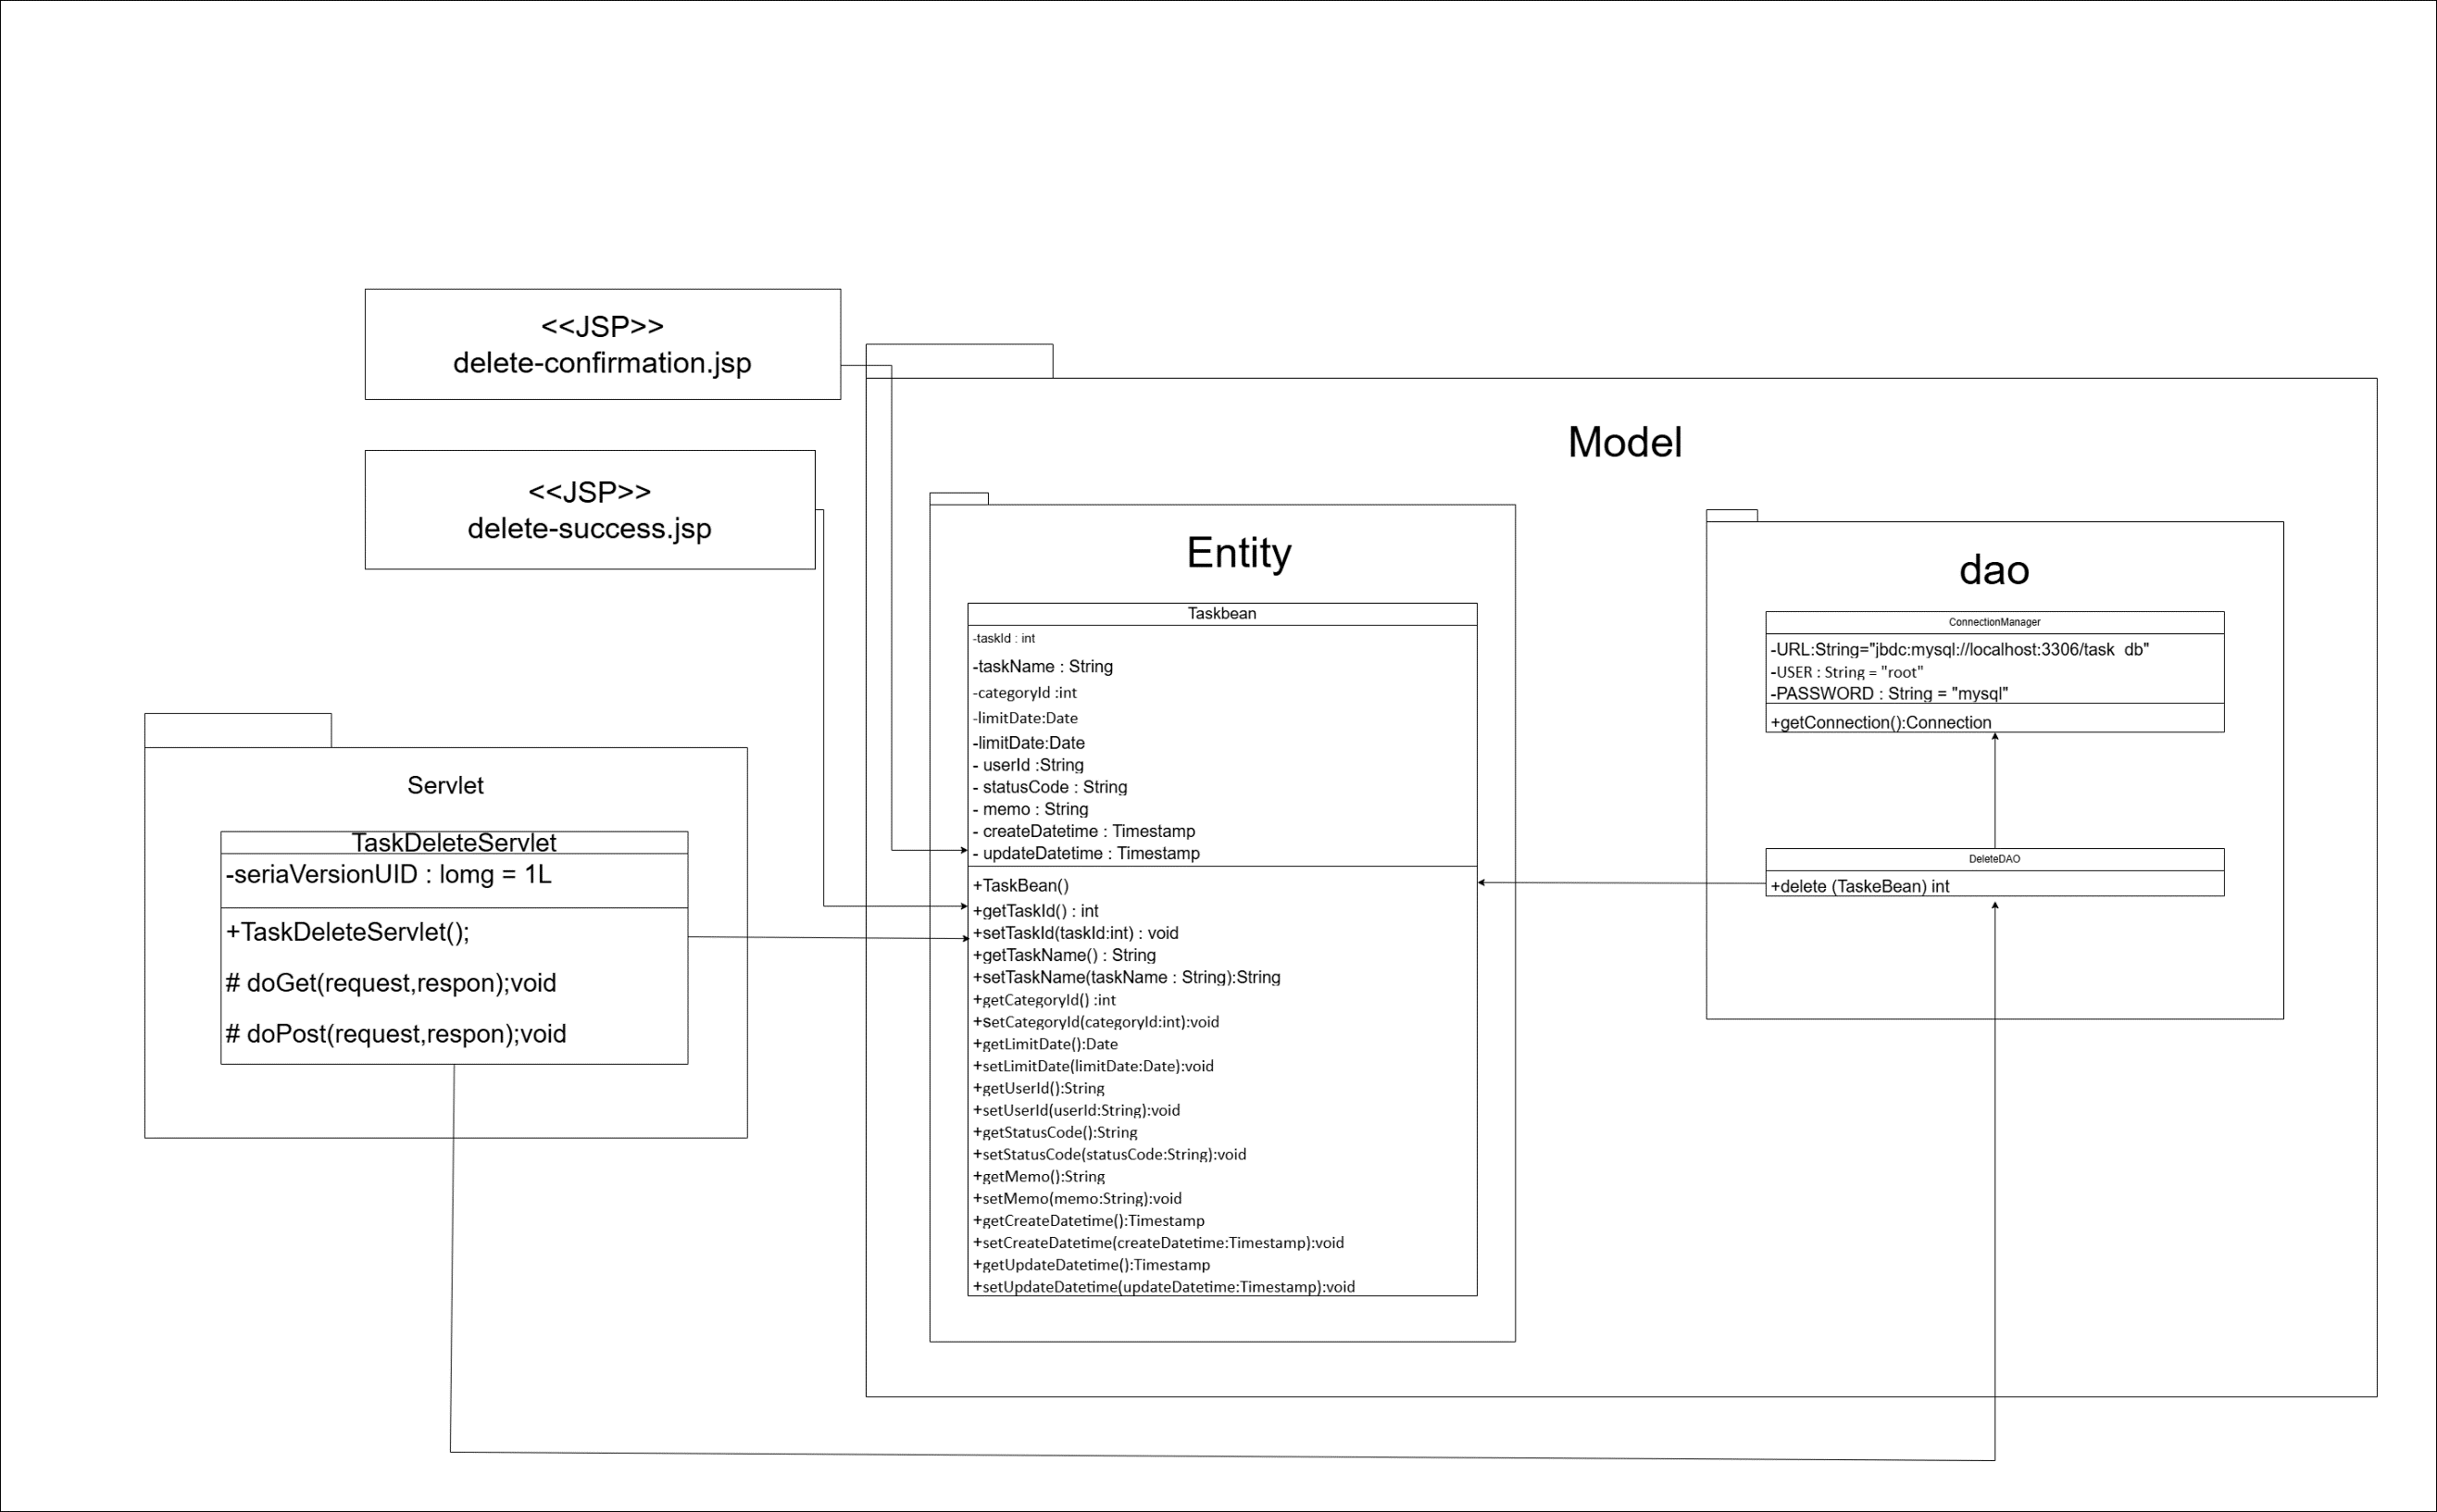 <<JSP>>
delete-confirmation.jsp
<<JSP>>
delete-success.jsp
Model
Entity
Taskbean
-taskId : int
-taskName : String
-categoryId :int
-limitDate:Date
-limitDate:Date
- userId :String
- statusCode : String
- memo : String
- createDatetime : Timestamp
- updateDatetime : Timestamp
+TaskBean()
+getTaskId() : int
+setTaskId(taskId:int) : void
+getTaskName() : String
+setTaskName(taskName : String):String
+getCategoryId() :int
+setCategoryId(categoryId:int):void
+getLimitDate():Date
+setLimitDate(limitDate:Date):void
+getUserId():String
+setUserId(userId:String):void
+getStatusCode():String
+setStatusCode(statusCode:String):void
+getMemo():String
+setMemo(memo:String):void
+getCreateDatetime():Timestamp
+setCreateDatetime(createDatetime:Timestamp):void
+getUpdateDatetime():Timestamp
+setUpdateDatetime(updateDatetime:Timestamp):void
dao
ConnectionManager
-URL:String="jbdc:mysql://localhost:3306/task_db"
-USER : String = "root"
-PASSWORD : String = "mysql"
+getConnection():Connection
DeleteDAO
+delete (TaskeBean) int
Servlet
TaskDeleteServlet
-seriaVersionUID : lomg = 1L
+TaskDeleteServlet();
# doGet(request,respon);void
# doPost(request,respon);void